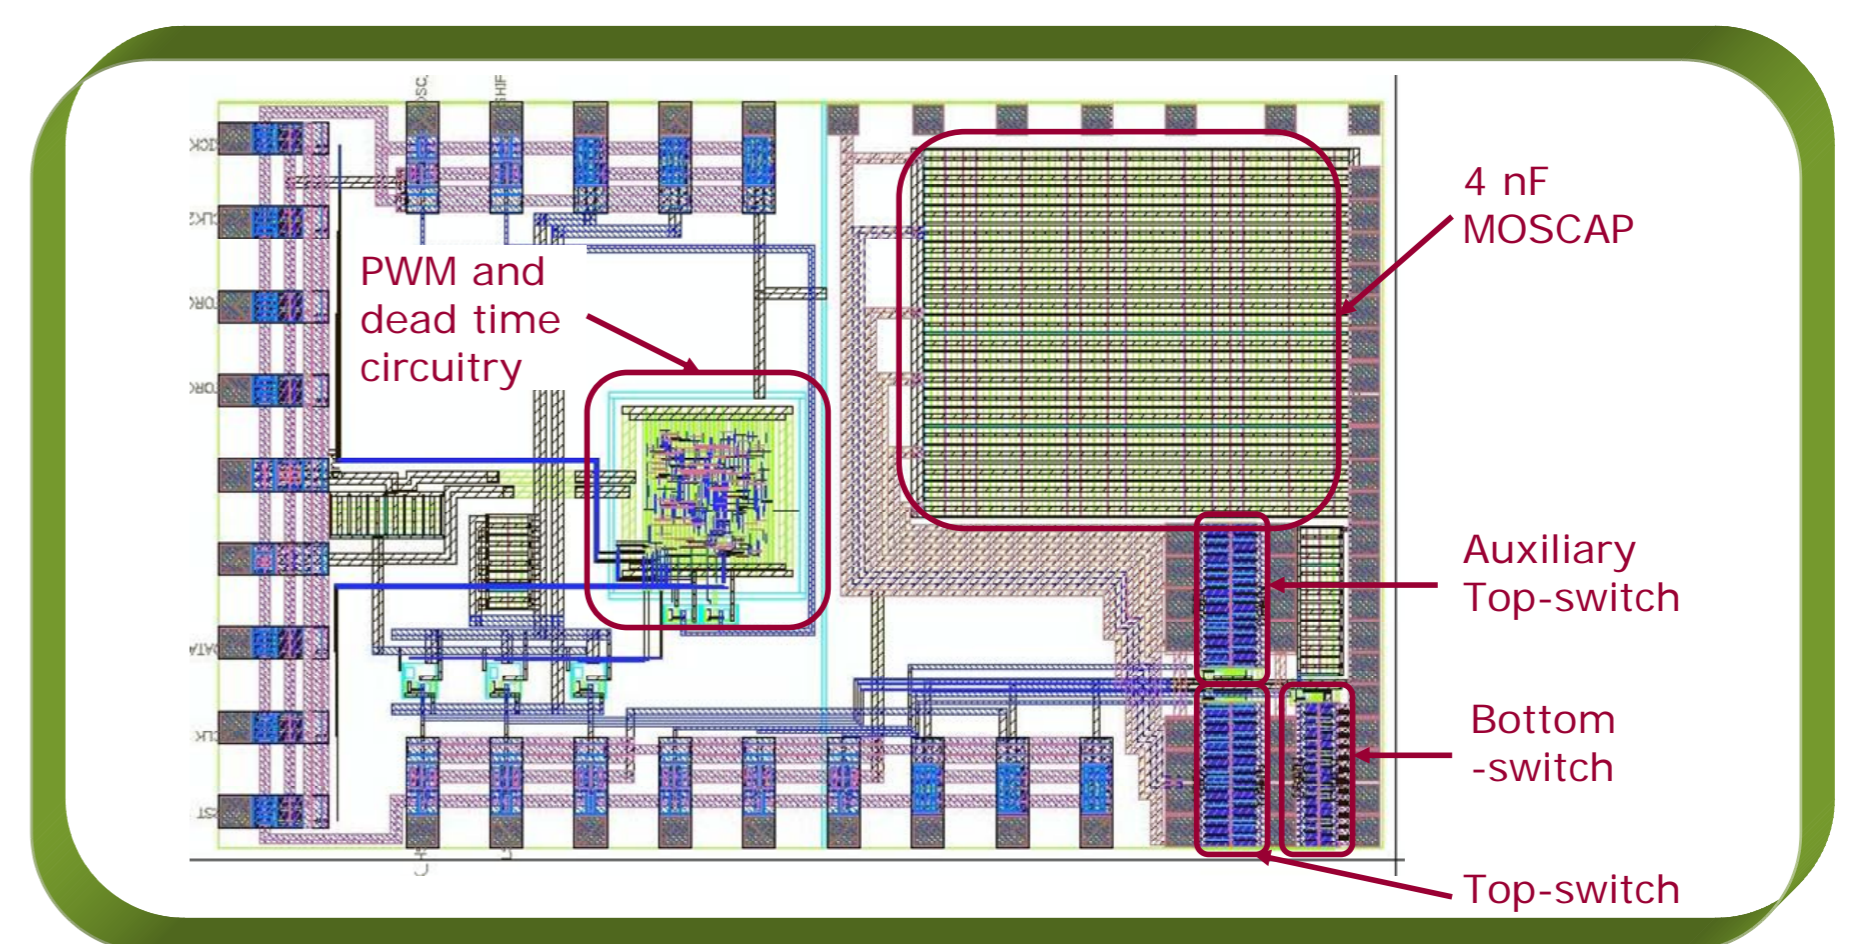 PWM and
dead time
circuitry
4 nF
MOSCAP
Auxiliary
Top-switch
Bottom
-switch
Top-switch